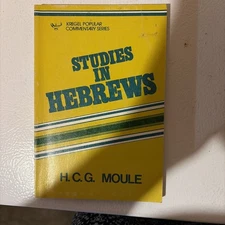 KREGEL POPULAR
COMMENTARY SERIES
STUDIES
IN
HEBREWS
H.C.G. MOULE